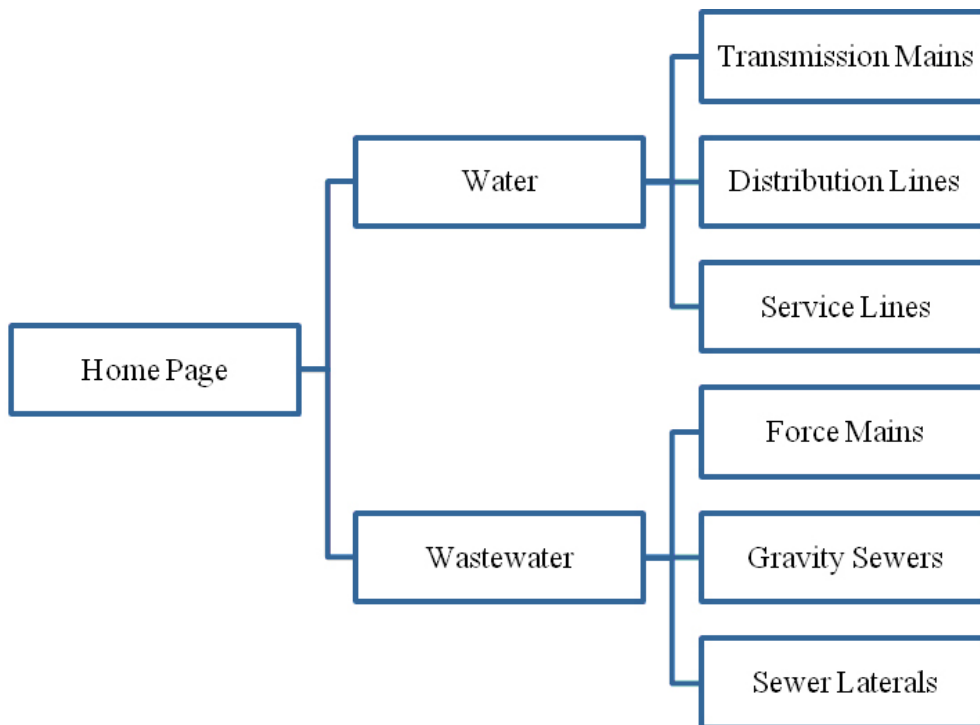 Home Page
Water
Transmission Mains
Distribution Lines
Service Lines
Wastewater
Force Mains
Gravity Sewers
Sewer Laterals